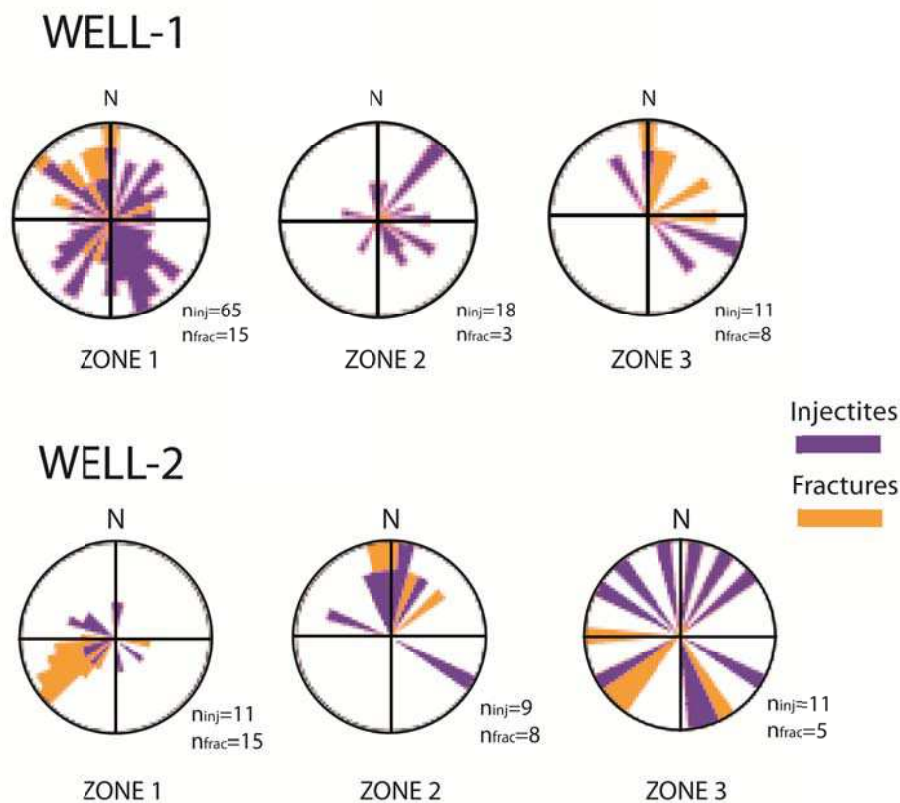 WELL-1
N
N
N
ninj=65
nfrac=15
ninj=18
nfrac=3
ninj=11
nfrac=8
ZONE 1
ZONE 2
ZONE 3
Injectites
Fractures
WELL-2
N
N
N
ninj=11
nfrac=15
ninj=9
nfrac=8
ninj=11
nfrac=5
ZONE 1
ZONE 2
ZONE 3